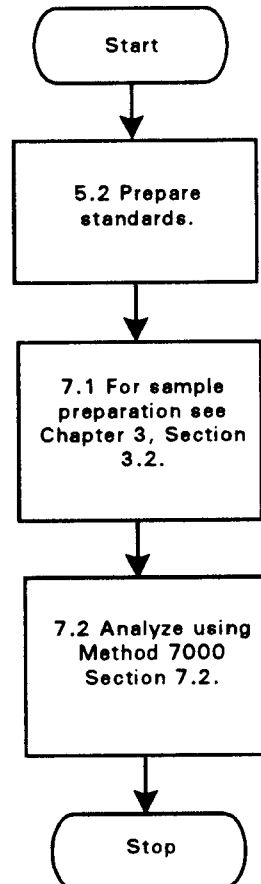 Start
5.2 Prepare
standards.
7.1 For sample
preparation see
Chapter 3, Section
3.2.
7.2 Analyze using
Method 7000
Section 7.2.
Stop